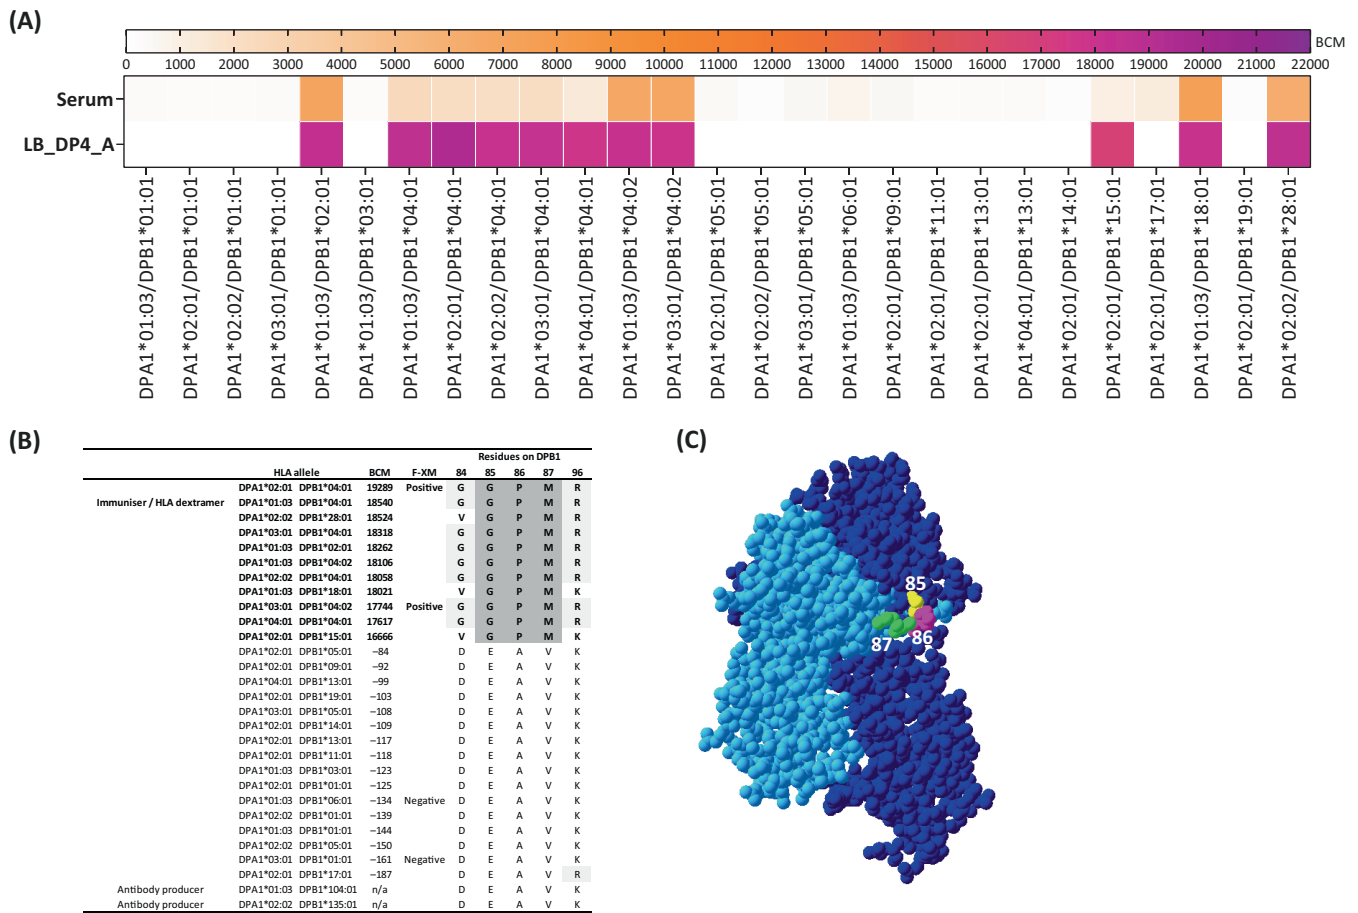 (A)
BCM
0 1000 2000 3000 4000 5000 6000 7000 8000 9000 10000 11000 12000 13000 14000 15000 16000 17000 18000 19000 20000 21000 22000
Serum
LB_DP4_A
DPA1*01:03/DPB1*01:01
DPA1*02:01/DPB1*01:01
DPA1*02:02/DPB1*01:01
DPA1*03:01/DPB1*01:01
DPA1*01:03/DPB1*02:01
DPA1*01:03/DPB1*03:01
DPA1*01:03/DPB1*04:01
DPA1*02:01/DPB1*04:01
DPA1*02:02/DPB1*04:01
DPA1*03:01/DPB1*04:01
DPA1*04:01/DPB1*04:01
DPA1*01:03/DPB1*04:02
DPA1*03:01/DPB1*04:02
DPA1*02:01/DPB1*05:01
DPA1*02:02/DPB1*05:01
DPA1*03:01/DPB1*05:01
DPA1*01:03/DPB1*06:01
DPA1*02:01/DPB1*09:01
DPA1*02:01/DPB1*11:01
DPA1*02:01/DPB1*13:01
DPA1*04:01/DPB1*13:01
DPA1*02:01/DPB1*14:01
DPA1*02:01/DPB1*15:01
DPA1*02:01/DPB1*17:01
DPA1*01:03/DPB1*18:01
DPA1*02:01/DPB1*19:01
DPA1*02:02/DPB1*28:01
(B)
Residues on DPB1
HLA allele BCM F-XM 84 85 86 87 96
DPA1*02:01 DPB1*04:01 19289 Positive G G P M R
Immuniser / HLA dextramer DPA1*01:03 DPB1*04:01 18540 G G P M R
DPA1*02:02 DPB1*28:01 18524 V G P M R
DPA1*03:01 DPB1*04:01 18318 G G P M R
DPA1*01:03 DPB1*02:01 18262 G G P M R
DPA1*01:03 DPB1*04:02 18106 G G P M R
DPA1*02:02 DPB1*04:01 18058 G G P M R
DPA1*01:03 DPB1*18:01 18021 V G P M K
DPA1*03:01 DPB1*04:02 17744 Positive G G P M R
DPA1*04:01 DPB1*04:01 17617 G G P M R
DPA1*02:01 DPB1*15:01 16666 V G P M K
DPA1*02:01 DPB1*05:01 –84 D E A V K
DPA1*02:01 DPB1*09:01 –92 D E A V K
DPA1*04:01 DPB1*13:01 –99 D E A V K
DPA1*02:01 DPB1*19:01 –103 D E A V K
DPA1*03:01 DPB1*05:01 –108 D E A V K
DPA1*02:01 DPB1*14:01 –109 D E A V K
DPA1*02:01 DPB1*13:01 –117 D E A V K
DPA1*02:01 DPB1*11:01 –118 D E A V K
DPA1*01:03 DPB1*03:01 –123 D E A V K
DPA1*02:01 DPB1*01:01 –125 D E A V K
DPA1*01:03 DPB1*06:01 –134 Negative D E A V K
DPA1*02:02 DPB1*01:01 –139 D E A V K
DPA1*01:03 DPB1*01:01 –144 D E A V K
DPA1*02:02 DPB1*05:01 –150 D E A V K
DPA1*03:01 DPB1*01:01 –161 Negative D E A V K
DPA1*02:01 DPB1*17:01 –187 D E A V R
Antibody producer DPA1*01:03 DPB1*104:01 n/a D E A V K
Antibody producer DPA1*02:02 DPB1*135:01 n/a D E A V K
(C)
85
87 86